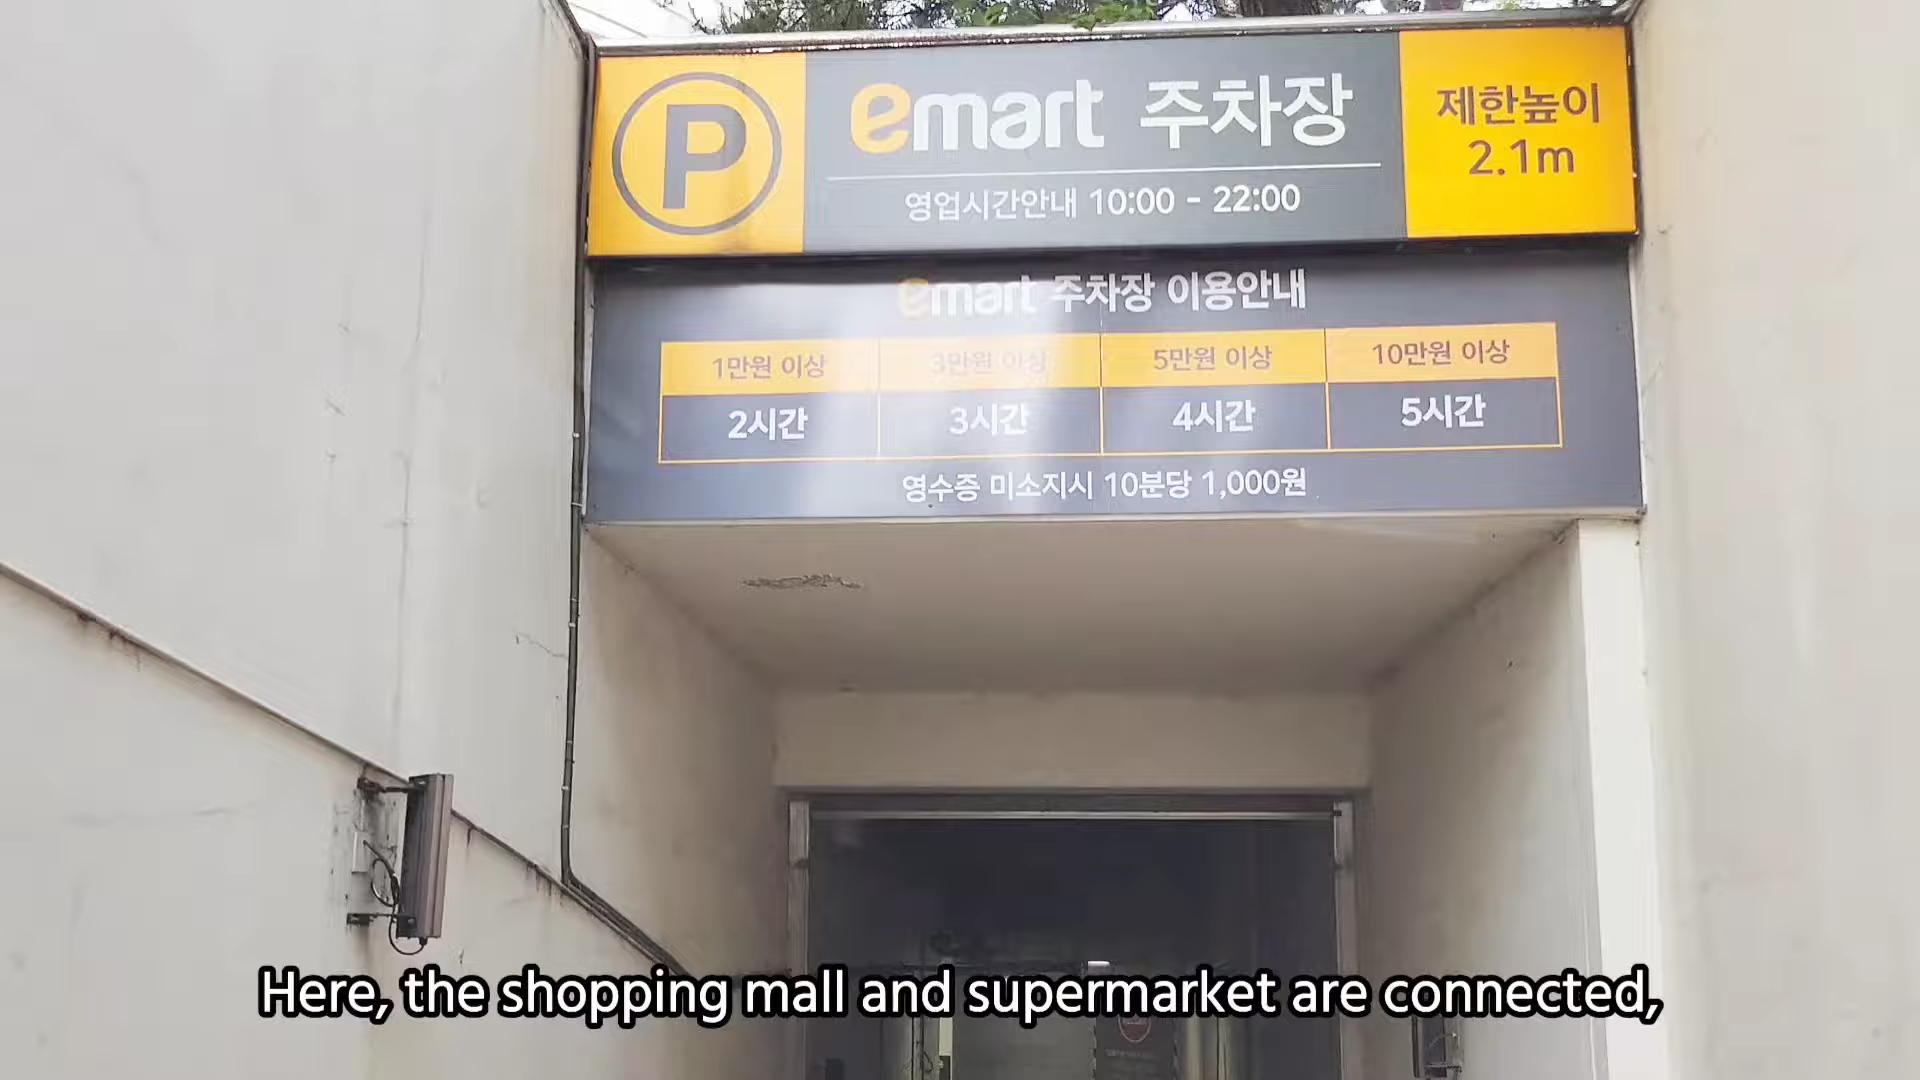 P
emart 주차장
영업시간안내 10:00 - 22:00
제한높이
2.1m
emart 주차장 이용안내
1만원 이상 3만원 이상 5만원 이상 10만원 이상
2시간 3시간 4시간 5시간
영수증 미소지시 10분당 1,000원
Here, the shopping mall and supermarket are connected,